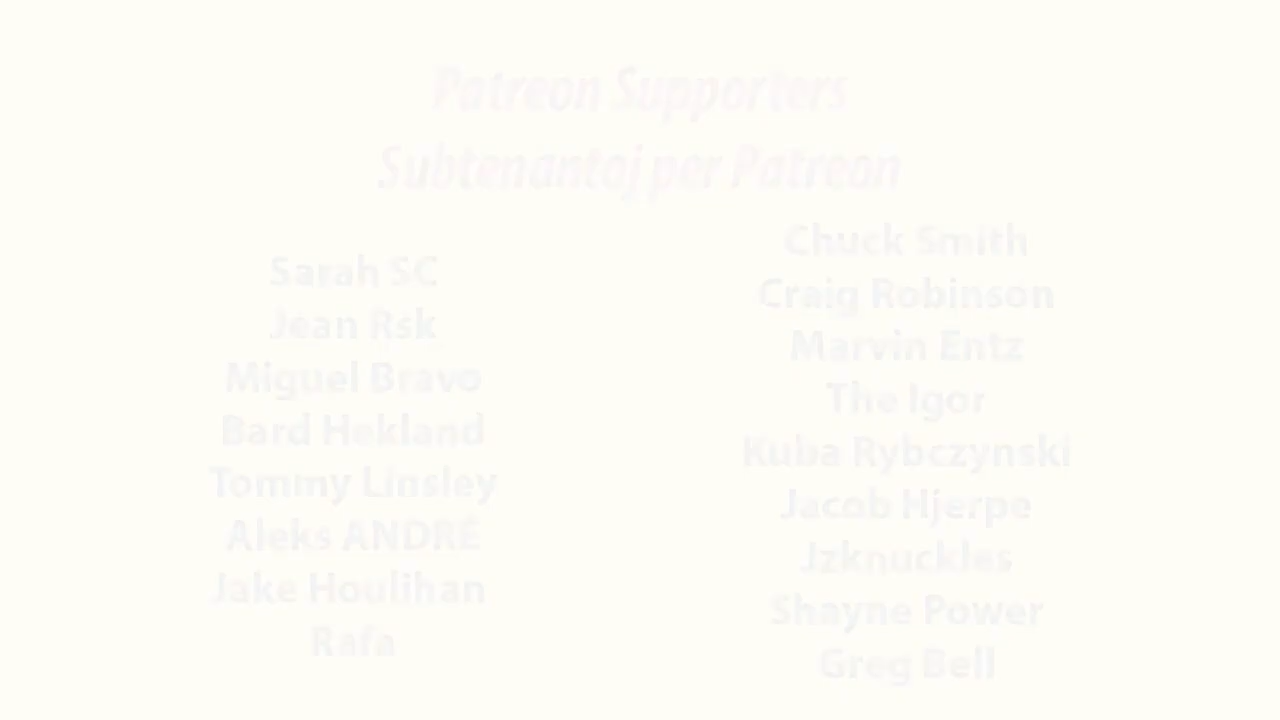 Patreon Supporters
Subtenantoj per Patreon
Sarah SC
Jean Rsk
Miguel Bravo
Bard Hekland
Tommy Linsley
Aleks ANDRÉ
Jake Houlihan
Rafa
Chuck Smith
Craig Robinson
Marvin Entz
The Igor
Kuba Rybczynski
Jacob Hjerpe
Jzknuckles
Shayne Power
Greg Bell